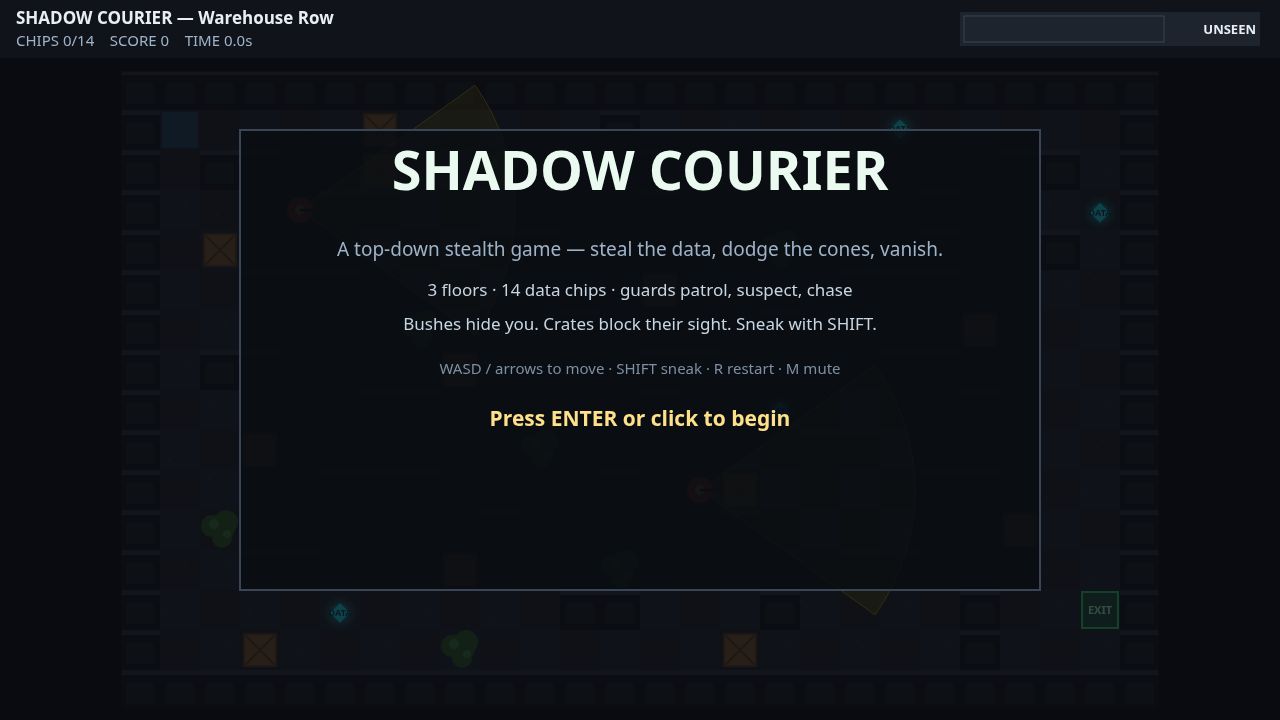 SHADOW COURIER — Warehouse Row
CHIPS 0/14 SCORE 0 TIME 0.0s
UNSEEN
SHADOW COURIER
A top-down stealth game — steal the data, dodge the cones, vanish.
3 floors · 14 data chips · guards patrol, suspect, chase
Bushes hide you. Crates block their sight. Sneak with SHIFT.
WASD / arrows to move · SHIFT sneak · R restart · M mute
Press ENTER or click to begin
EXIT